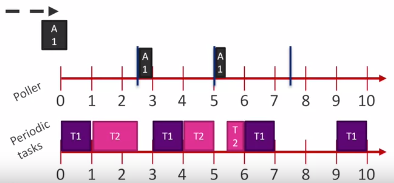 A
1
A
1
A
1
Poller
0 1 2 3 4 5 6 7 8 9 10
Periodic
tasks
T1 T2 T1 T2 T
2 T1 T1
0 1 2 3 4 5 6 7 8 9 10